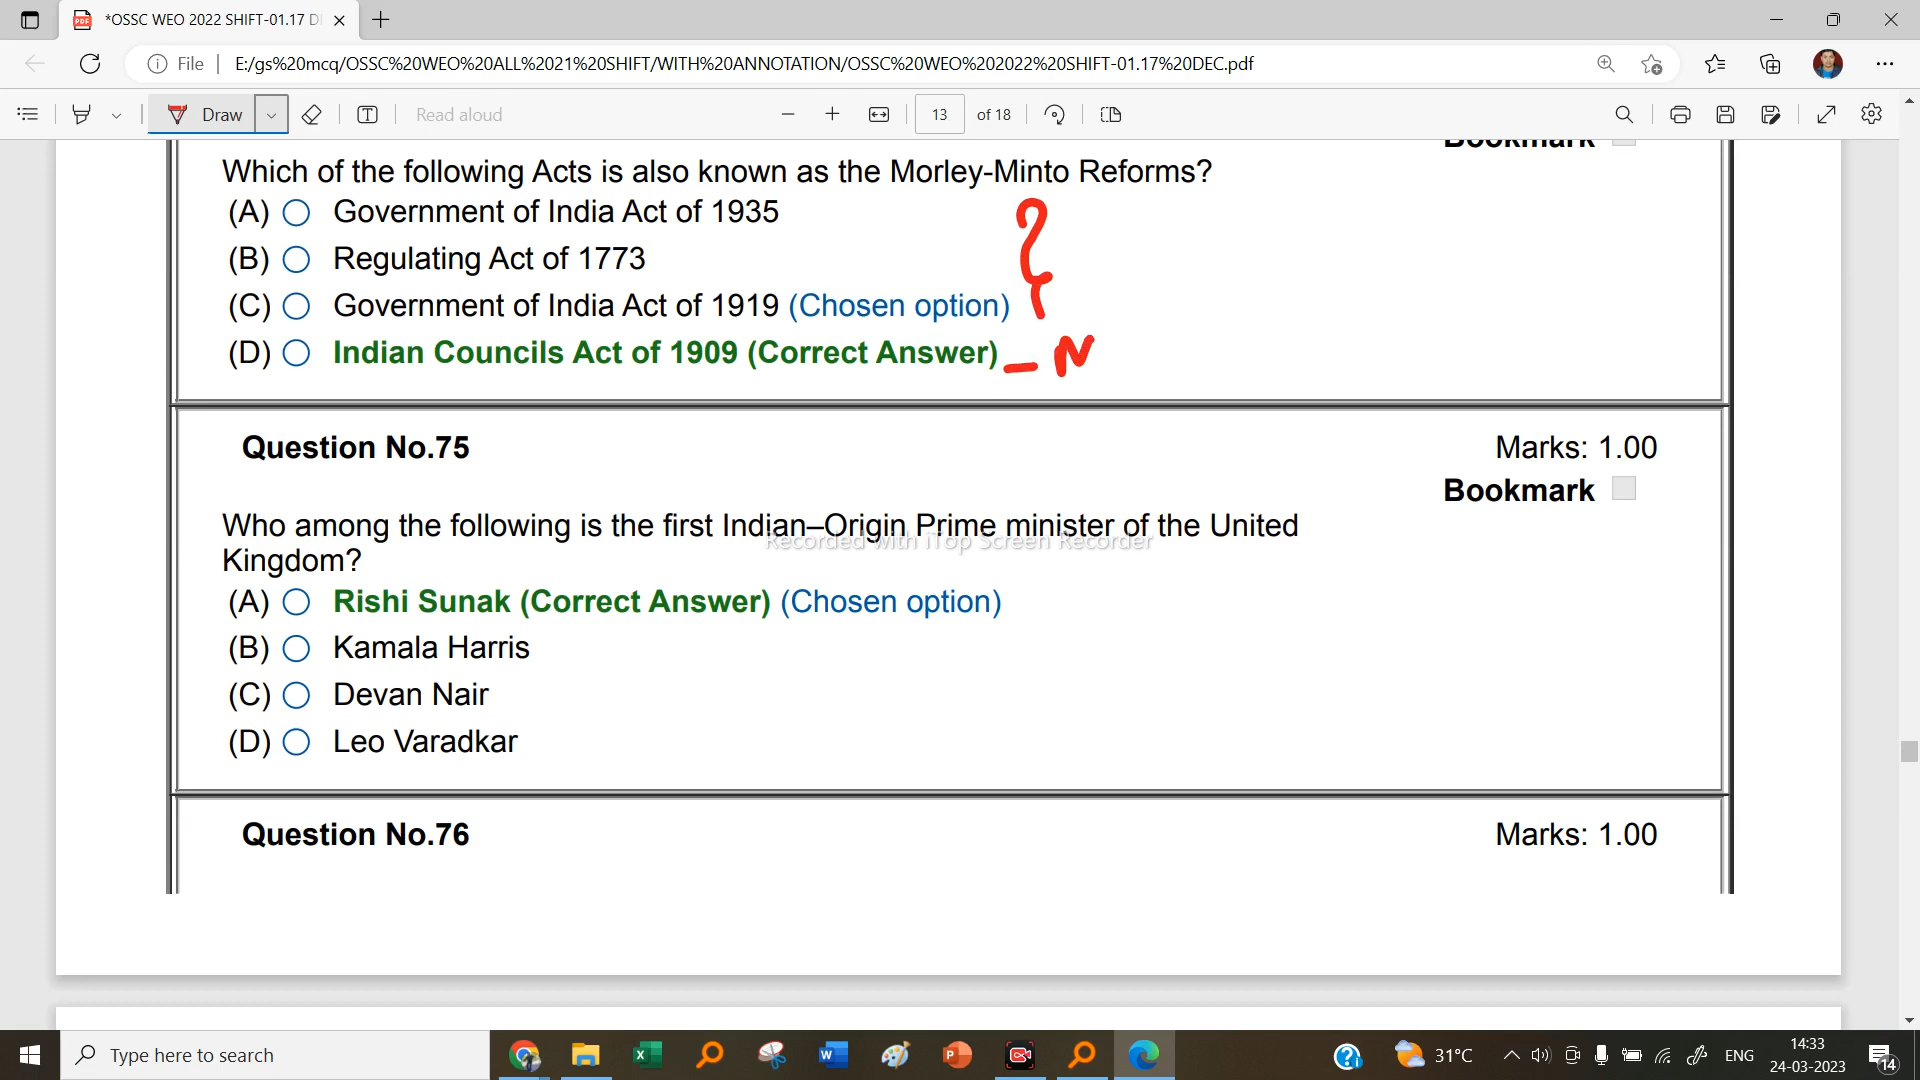 *OSSC WEO 2022 SHIFT-01.17 D
File
E:/gs%20mcq/OSSC%20WEO%20ALL%2021%20SHIFT/WITH%20ANNOTATION/OSSC%20WEO%202022%20SHIFT-01.17%20DEC.pdf
Draw
Read aloud
13 of 18
Bookmark
Which of the following Acts is also known as the Morley-Minto Reforms?
(A) Government of India Act of 1935
(B) Regulating Act of 1773
(C) Government of India Act of 1919 (Chosen option)
(D) Indian Councils Act of 1909 (Correct Answer)
Question No.75 Marks: 1.00
Bookmark
Who among the following is the first Indian–Origin Prime minister of the United
Recorded with iTop Screen Recorder
Kingdom?
(A) Rishi Sunak (Correct Answer) (Chosen option)
(B) Kamala Harris
(C) Devan Nair
(D) Leo Varadkar
Question No.76 Marks: 1.00
Type here to search
31°C
ENG
14:33
24-03-2023
14